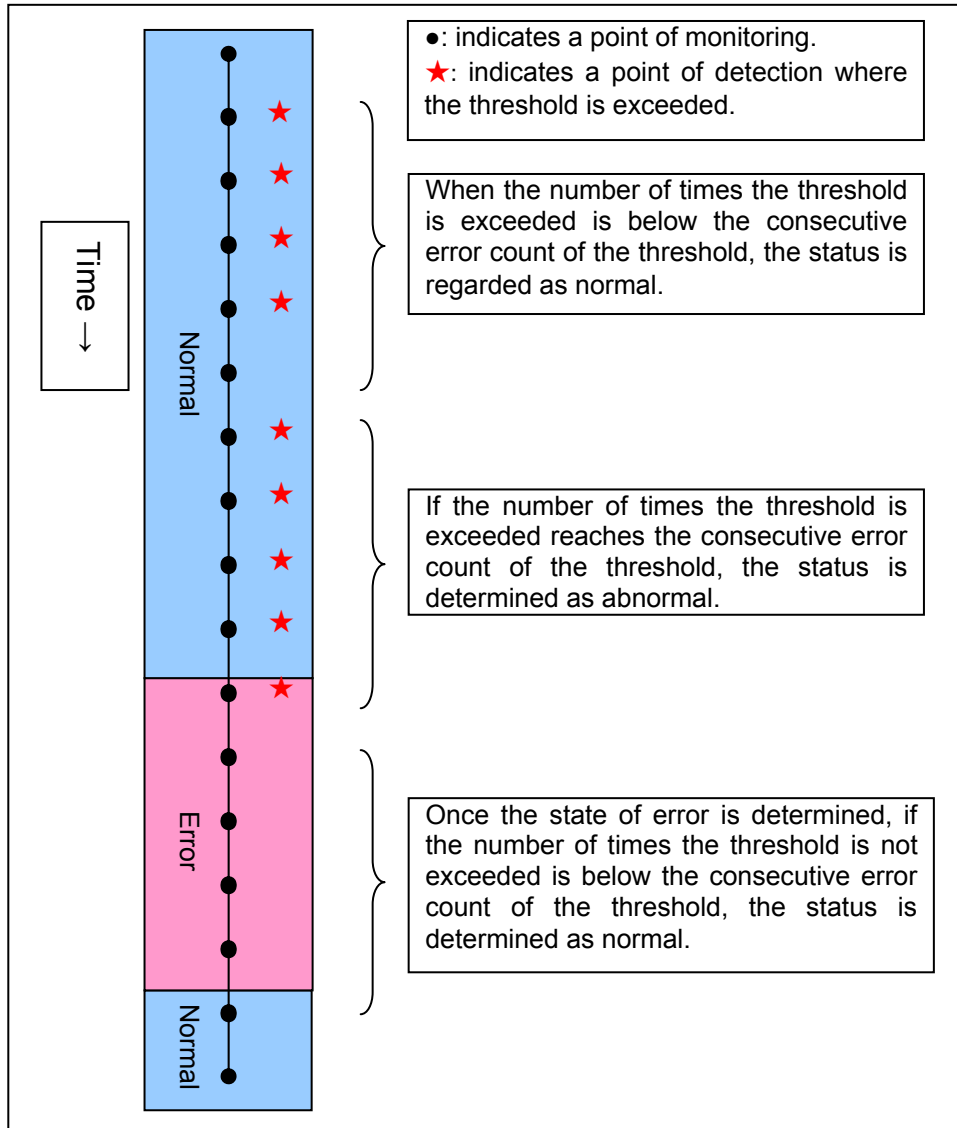 ●: indicates a point of monitoring.
★: indicates a point of detection where
the threshold is exceeded.
When the number of times the threshold
is exceeded is below the consecutive
error count of the threshold, the status is
regarded as normal.
Time →
Normal
If the number of times the threshold is
exceeded reaches the consecutive error
count of the threshold, the status is
determined as abnormal.
Error
Once the state of error is determined, if
the number of times the threshold is not
exceeded is below the consecutive error
count of the threshold, the status is
determined as normal.
Normal